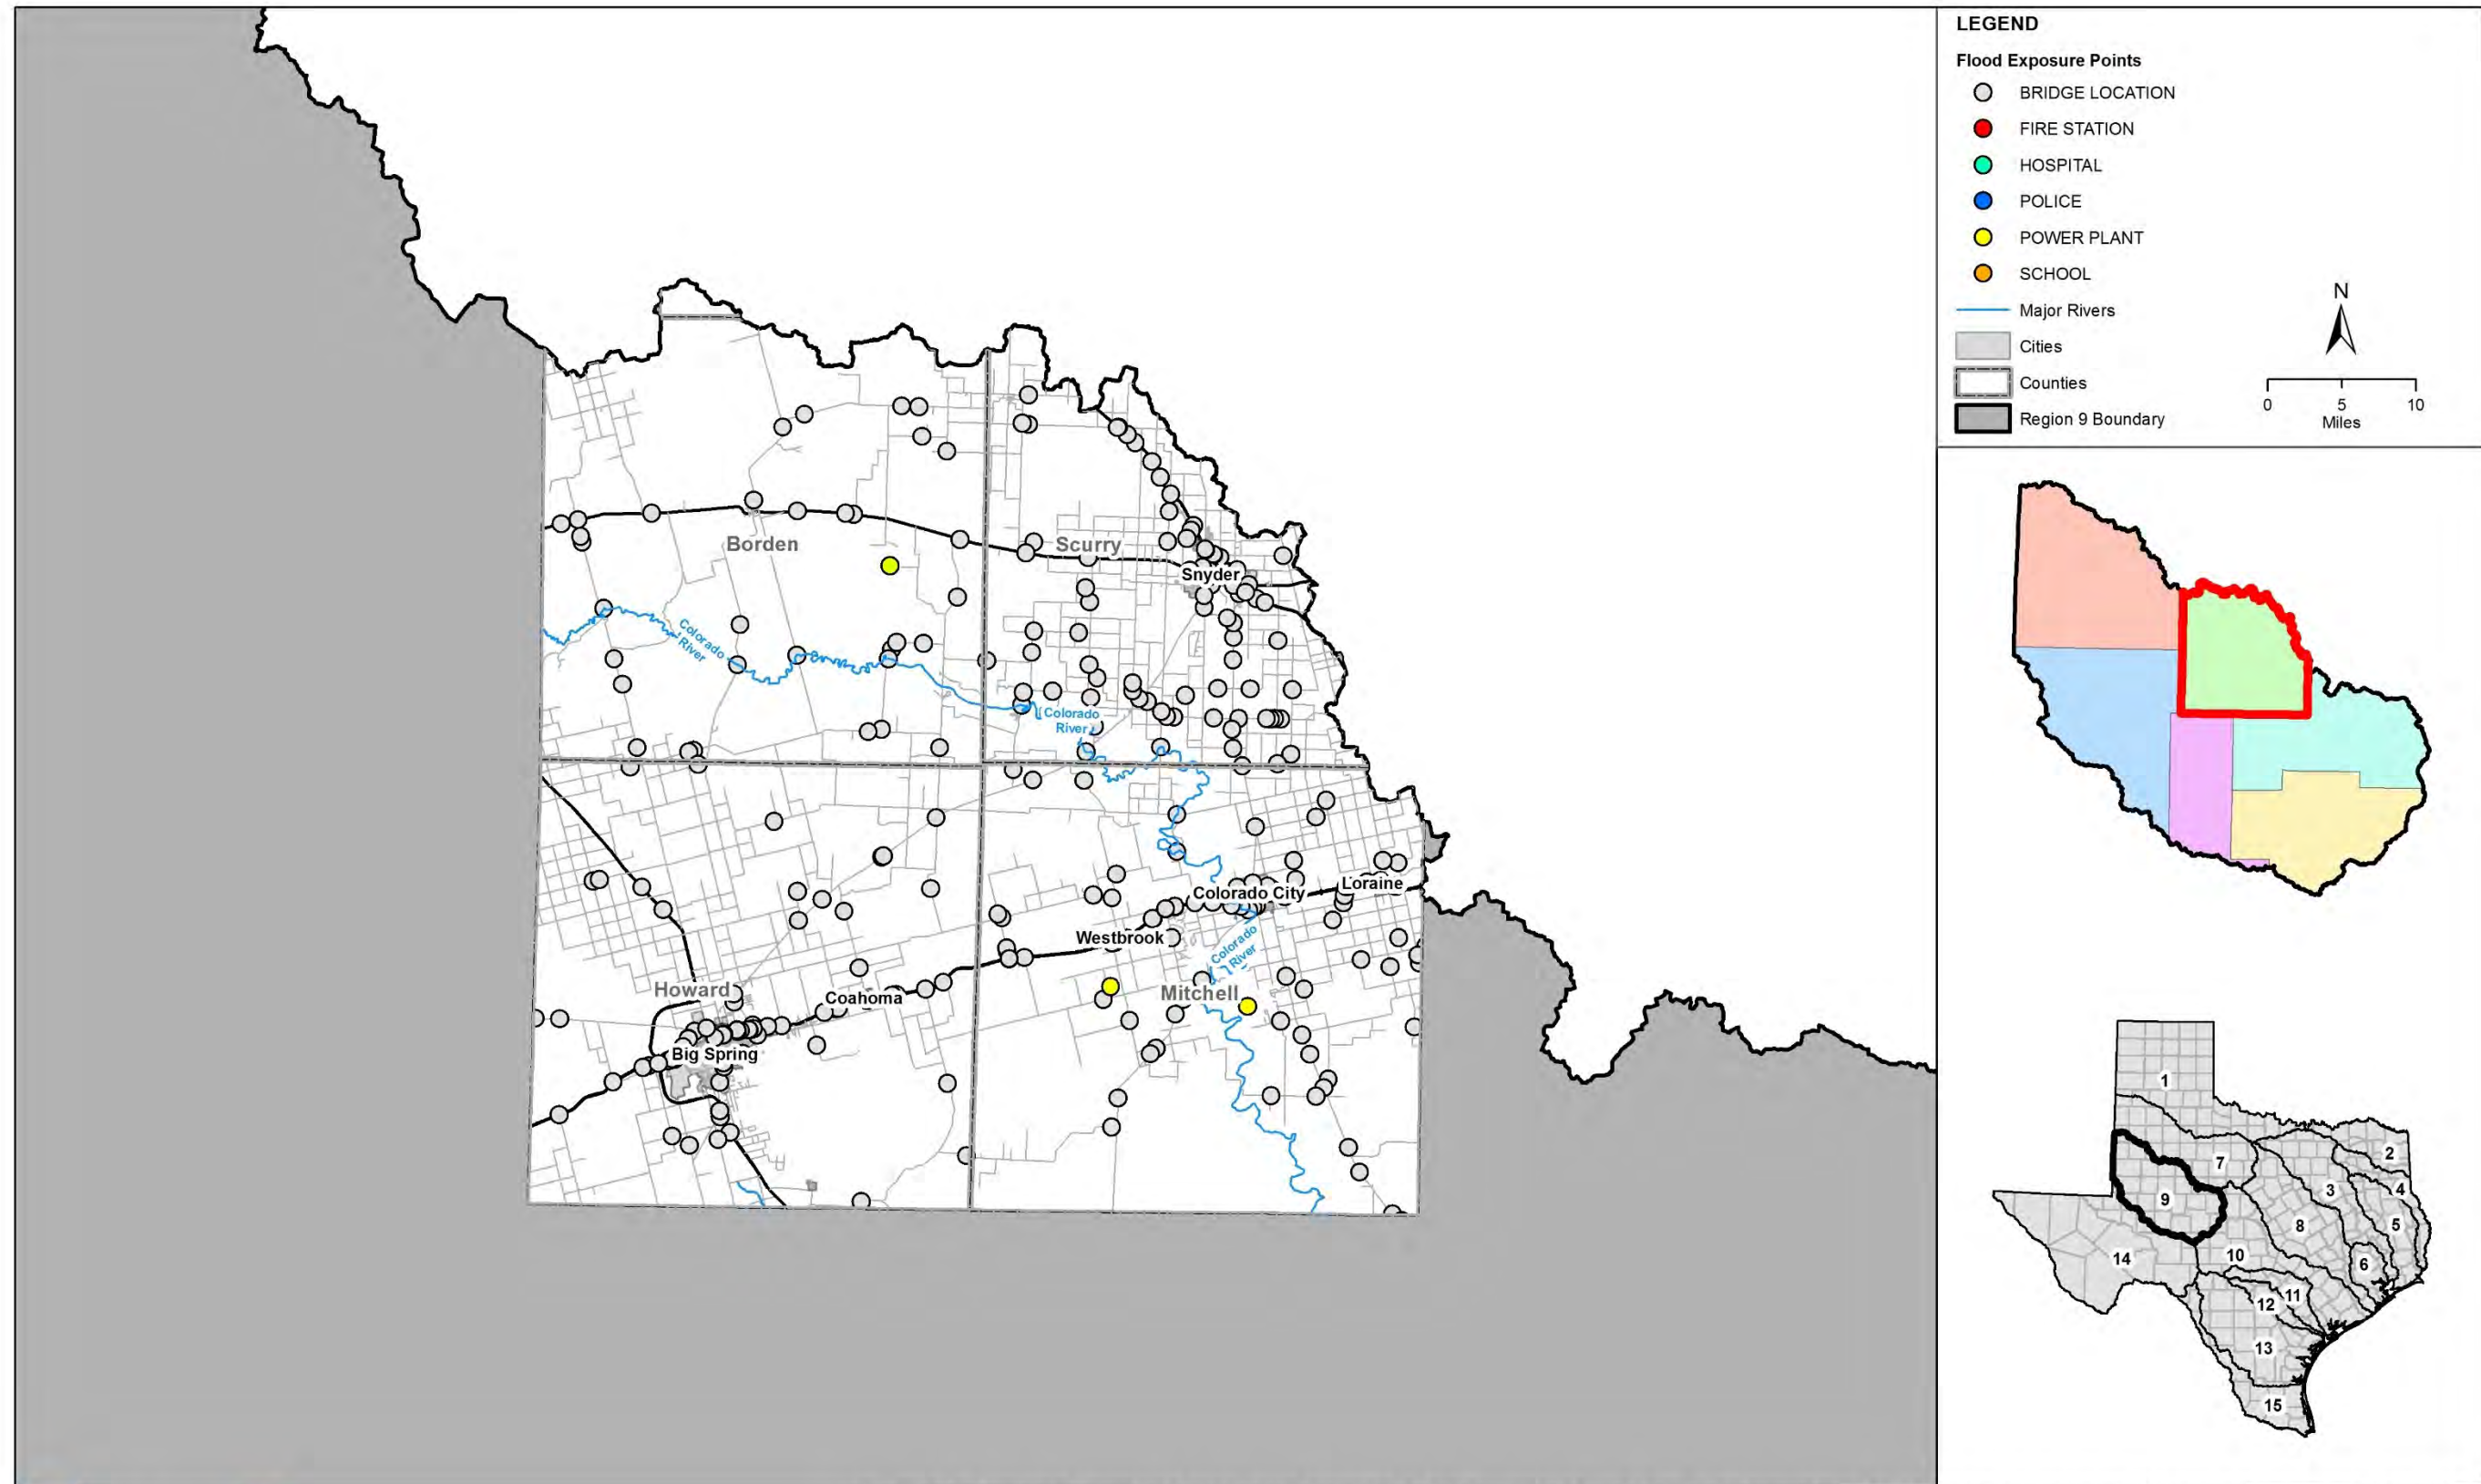 LEGEND
Flood Exposure Points
BRIDGE LOCATION
FIRE STATION
HOSPITAL
POLICE
POWER PLANT
SCHOOL
Major Rivers
Cities
Counties
Region 9 Boundary
N
0 5 10
Miles
Borden
Scurry
Snyder
Colorado
River
Colorado
River
Colorado City
Loraine
Westbrook
Colorado
River
Howard
Coahoma
Mitchell
Big Spring
1
2
7
3
4
9
8
5
14
10
6
11
12
13
15